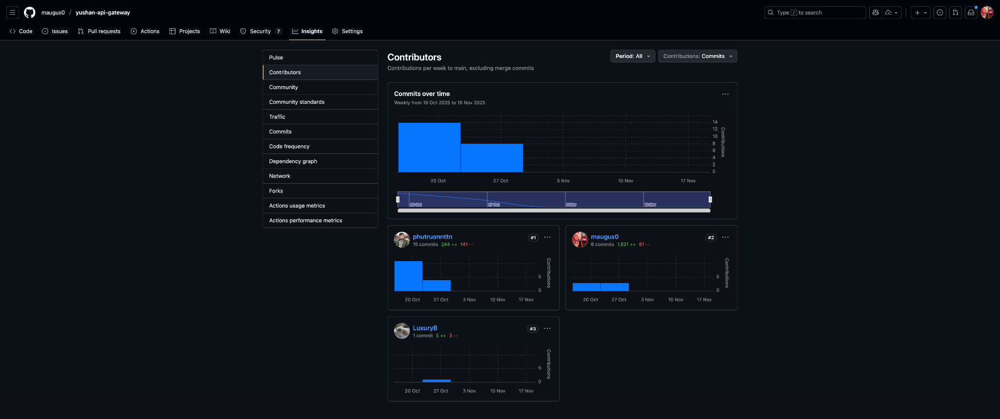 maugus0 / yushan-api-gateway
Type / to search
Code
Issues
Pull requests
Actions
Projects
Wiki
Security 7
Insights
Settings
Pulse
Contributors
Community
Community standards
Traffic
Commits
Code frequency
Dependency graph
Network
Forks
Actions usage metrics
Actions performance metrics
Contributors
Contributions per week to main, excluding merge commits
Period: All
Contributions: Commits
Commits over time
Weekly from 19 Oct 2025 to 16 Nov 2025
14
12
10
8
6
4
2
0
Contributions
20 Oct 27 Oct 3 Nov 10 Nov 17 Nov
20 Oct 27 Oct 3 Nov 10 Nov
phutruonnttn
#1
15 commits 244 ++ 141 --
5
0
Contributions
20 Oct 27 Oct 3 Nov 10 Nov 17 Nov
maugus0
#2
6 commits 1,821 ++ 81 --
5
0
Contributions
20 Oct 27 Oct 3 Nov 10 Nov 17 Nov
LuxuryB
#3
1 commit 5 ++ 3 --
5
0
Contributions
20 Oct 27 Oct 3 Nov 10 Nov 17 Nov